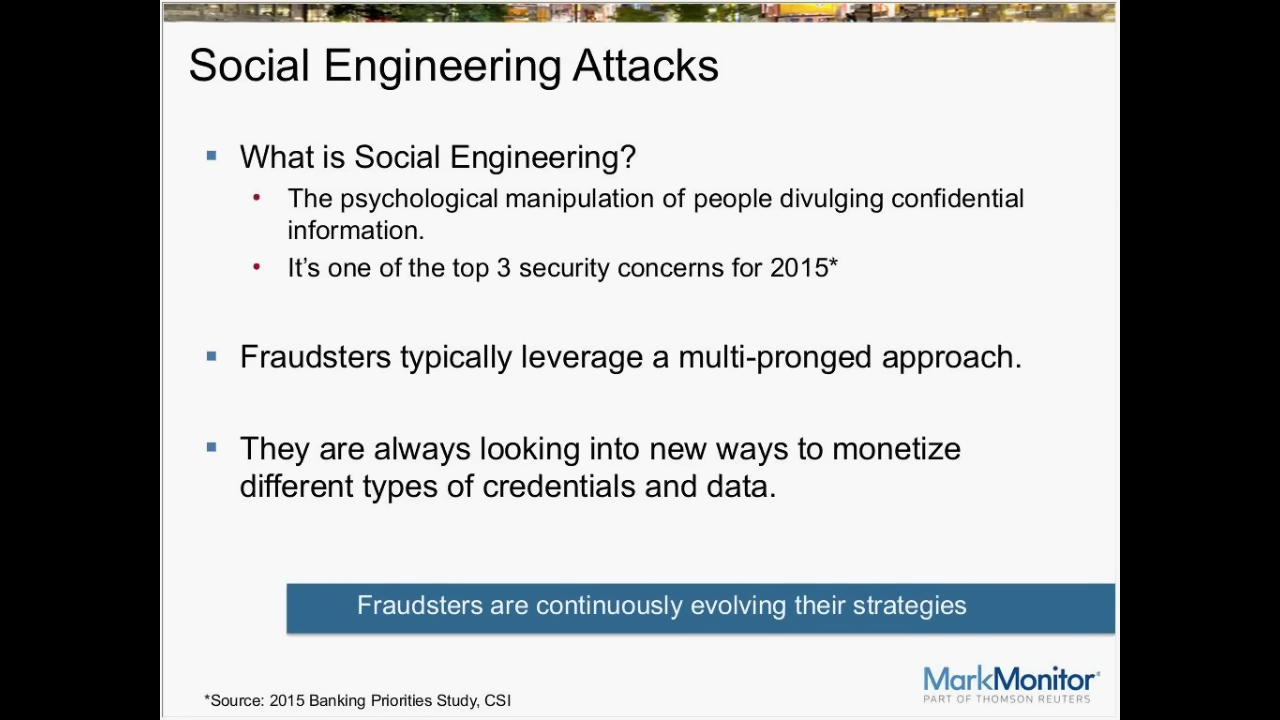 Social Engineering Attacks
What is Social Engineering?
The psychological manipulation of people divulging confidential
information.
It’s one of the top 3 security concerns for 2015*
Fraudsters typically leverage a multi-pronged approach.
They are always looking into new ways to monetize
different types of credentials and data.
Fraudsters are continuously evolving their strategies
MarkMonitor
PART OF THOMSON REUTERS
*Source: 2015 Banking Priorities Study, CSI